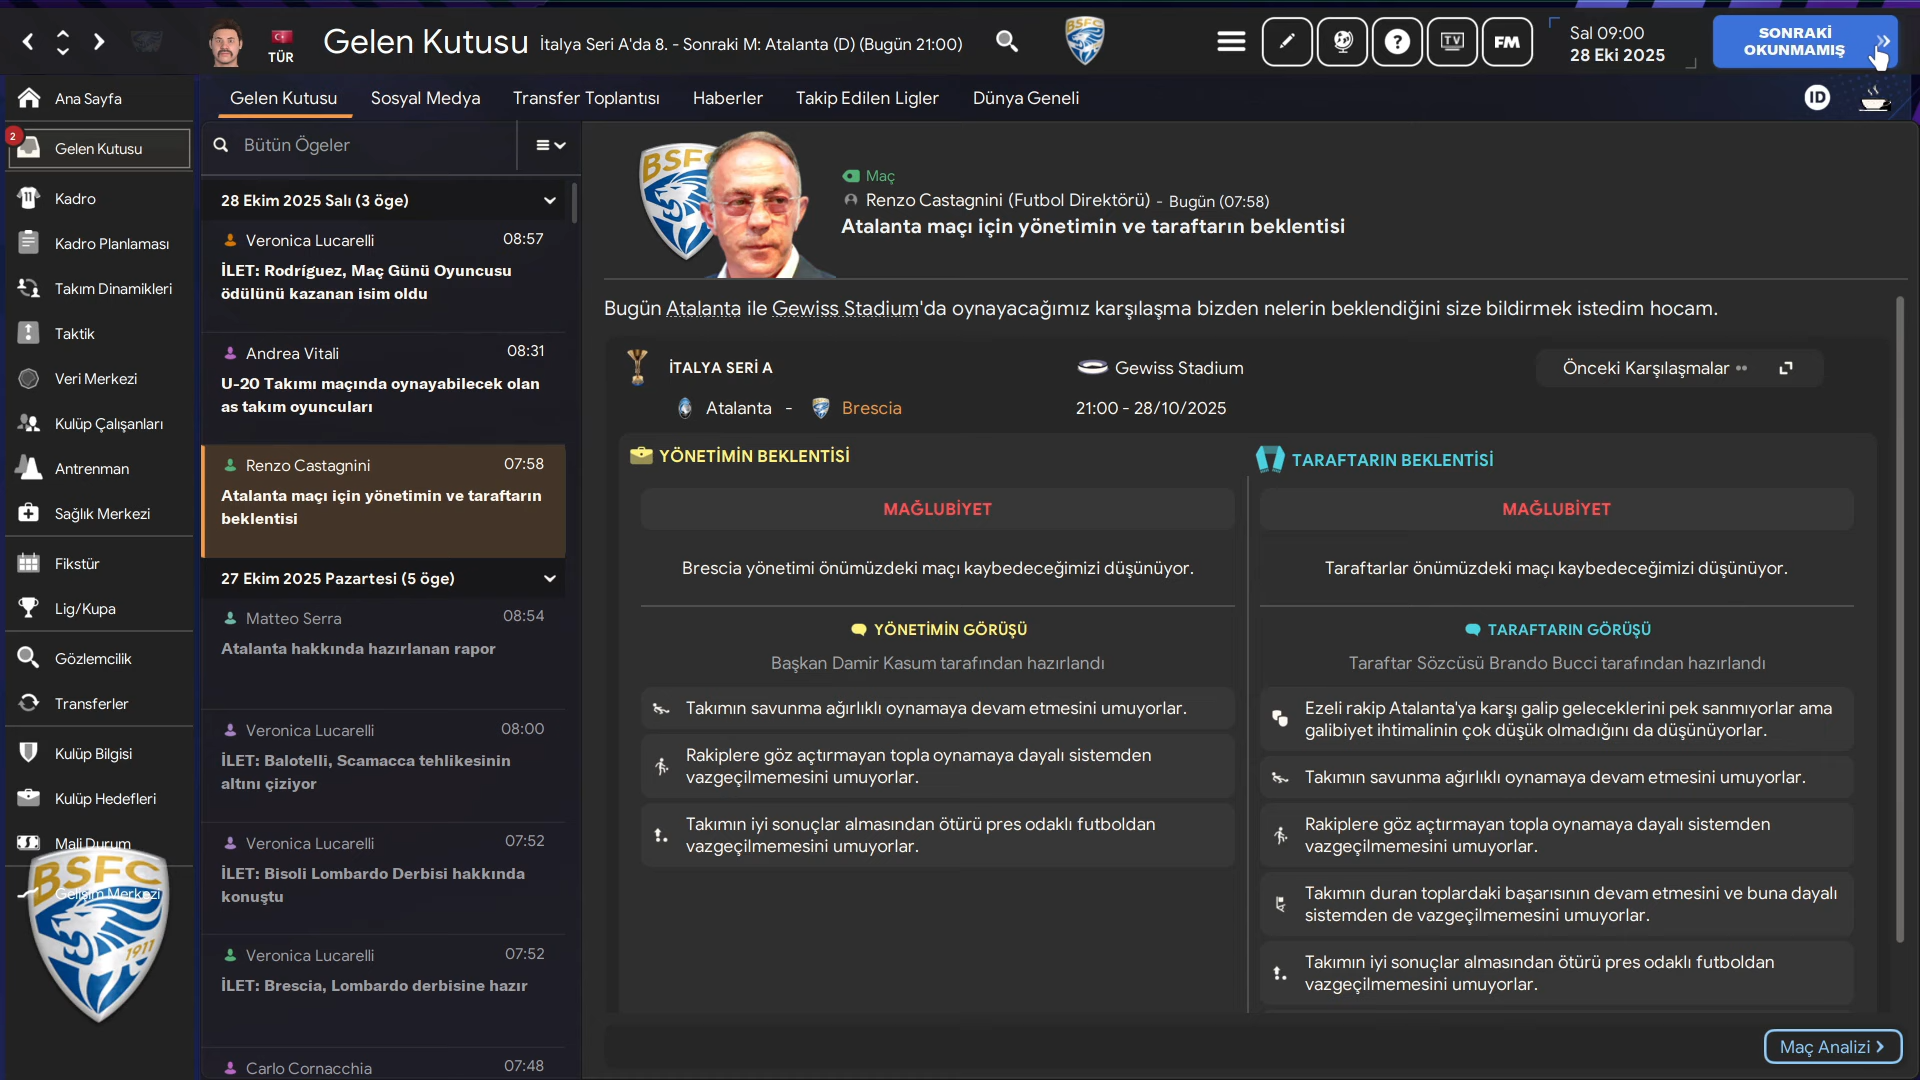 TÜR
Gelen Kutusu
İtalya Seri A'da 8. - Sonraki M: Atalanta (D) (Bugün 21:00)
BSFC
?
TV
FM
Sal 09:00
28 Eki 2025
SONRAKİ
OKUNMAMIŞ
Ana Sayfa
2
Gelen Kutusu
Kadro
Kadro Planlaması
Takım Dinamikleri
Taktik
Veri Merkezi
Kulüp Çalışanları
Antrenman
Sağlık Merkezi
Fikstür
Lig/Kupa
Gözlemcilik
Transferler
Kulüp Bilgisi
Kulüp Hedefleri
Mali Durum
Gelişim Merkezi
BSFC
1911
Gelen Kutusu
Sosyal Medya
Transfer Toplantısı
Haberler
Takip Edilen Ligler
Dünya Geneli
ID
Bütün Ögeler
28 Ekim 2025 Salı (3 öge)
Veronica Lucarelli 08:57
İLET: Rodríguez, Maç Günü Oyuncusu
ödülünü kazanan isim oldu
Andrea Vitali 08:31
U-20 Takımı maçında oynayabilecek olan
as takım oyuncuları
Renzo Castagnini 07:58
Atalanta maçı için yönetimin ve taraftarın
beklentisi
27 Ekim 2025 Pazartesi (5 öge)
Matteo Serra 08:54
Atalanta hakkında hazırlanan rapor
Veronica Lucarelli 08:00
İLET: Balotelli, Scamacca tehlikesinin
altını çiziyor
Veronica Lucarelli 07:52
İLET: Bisoli Lombardo Derbisi hakkında
konuştu
Veronica Lucarelli 07:52
İLET: Brescia, Lombardo derbisine hazır
Carlo Cornacchia 07:48
BSFC
Maç
Renzo Castagnini (Futbol Direktörü) - Bugün (07:58)
Atalanta maçı için yönetimin ve taraftarın beklentisi
Bugün Atalanta ile Gewiss Stadium'da oynayacağımız karşılaşma bizden nelerin beklendiğini size bildirmek istedim hocam.
İTALYA SERİ A
Gewiss Stadium
Önceki Karşılaşmalar
Atalanta - Brescia
21:00 - 28/10/2025
YÖNETİMİN BEKLENTİSİ
MAĞLUBİYET
Brescia yönetimi önümüzdeki maçı kaybedeceğimizi düşünüyor.
YÖNETİMİN GÖRÜŞÜ
Başkan Damir Kasum tarafından hazırlandı
Takımın savunma ağırlıklı oynamaya devam etmesini umuyorlar.
Rakiplere göz açtırmayan topla oynamaya dayalı sistemden
vazgeçilmemesini umuyorlar.
Takımın iyi sonuçlar almasından ötürü pres odaklı futboldan
vazgeçilmemesini umuyorlar.
TARAFTARIN BEKLENTİSİ
MAĞLUBİYET
Taraftarlar önümüzdeki maçı kaybedeceğimizi düşünüyor.
TARAFTARIN GÖRÜŞÜ
Taraftar Sözcüsü Brando Bucci tarafından hazırlandı
Ezeli rakip Atalanta'ya karşı galip geleceklerini pek sanmıyorlar ama
galibiyet ihtimalinin çok düşük olmadığını da düşünüyorlar.
Takımın savunma ağırlıklı oynamaya devam etmesini umuyorlar.
Rakiplere göz açtırmayan topla oynamaya dayalı sistemden
vazgeçilmemesini umuyorlar.
Takımın duran toplardaki başarısının devam etmesini ve buna dayalı
sistemden de vazgeçilmemesini umuyorlar.
Takımın iyi sonuçlar almasından ötürü pres odaklı futboldan
vazgeçilmemesini umuyorlar.
Maç Analizi